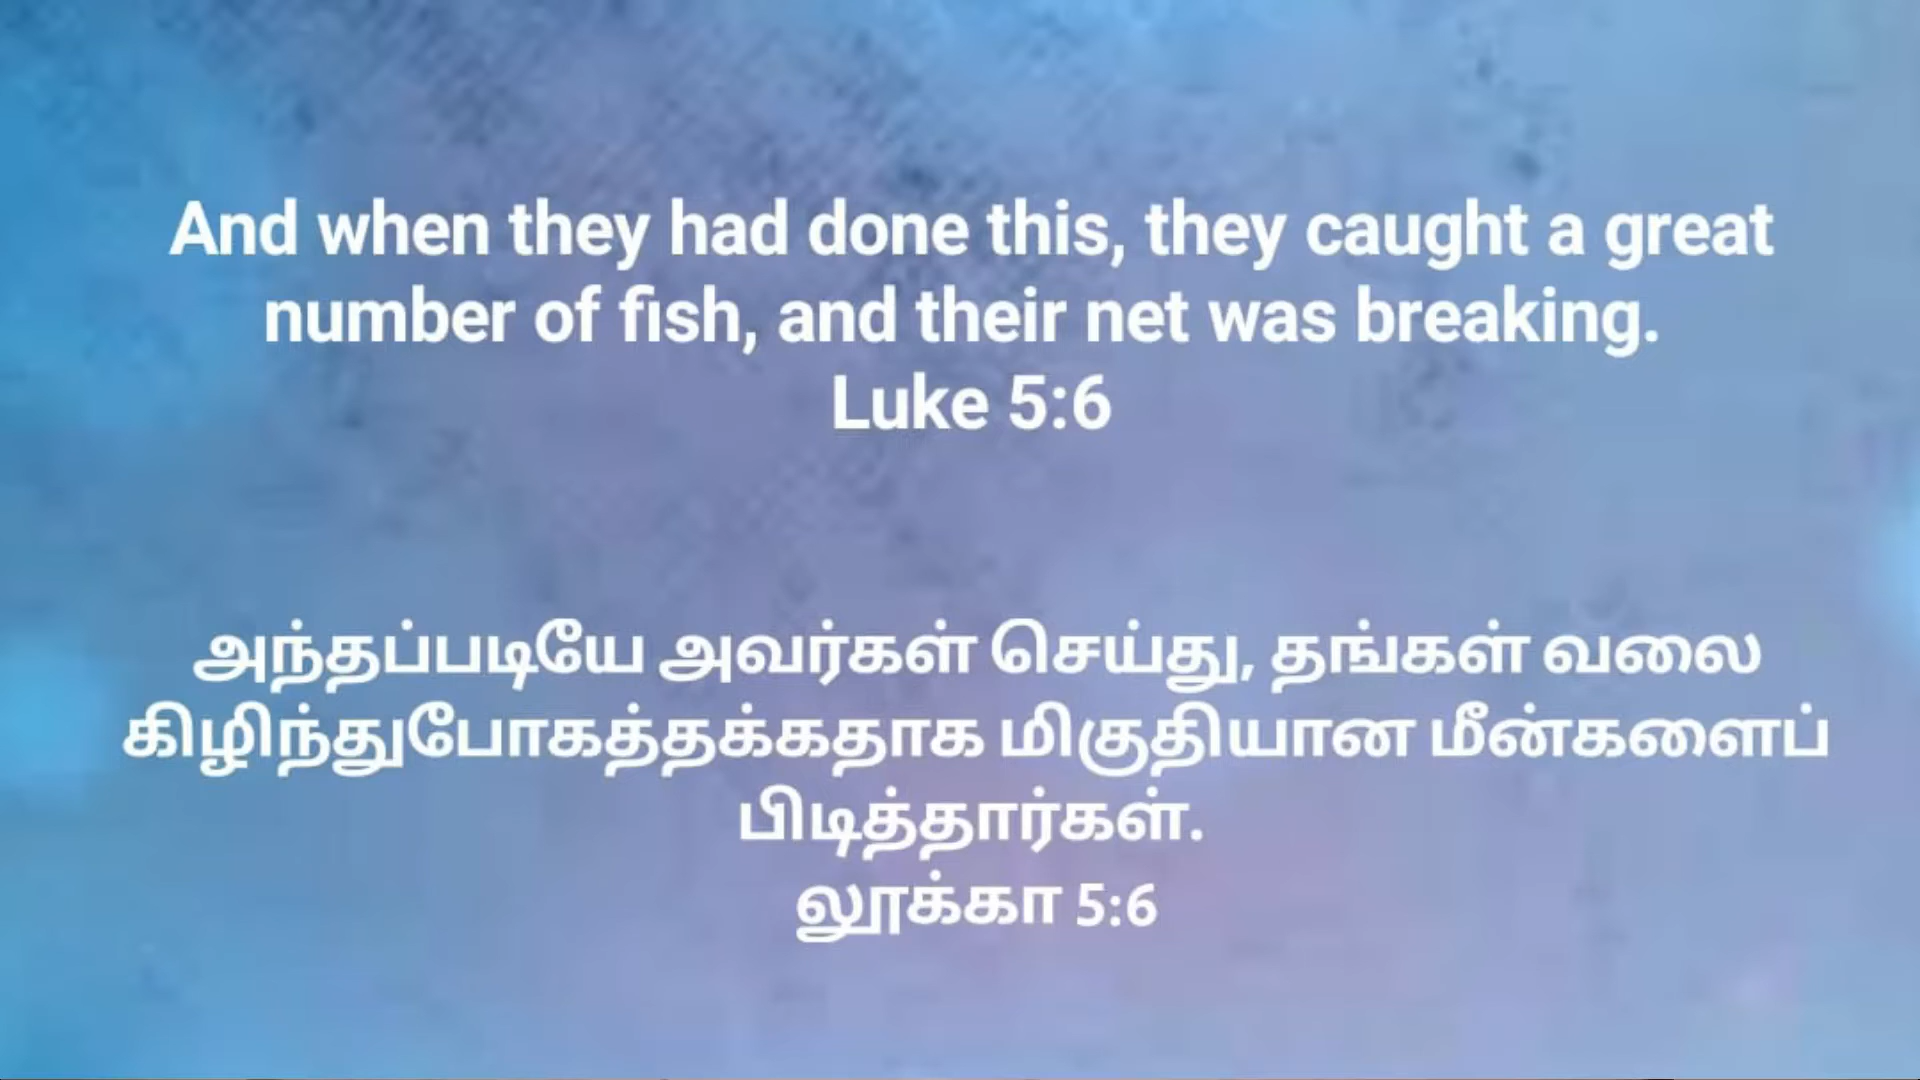 And when they had done this, they caught a great
number of fish, and their net was breaking.
Luke 5:6
அந்தப்படியே அவர்கள் செய்து, தங்கள் வலை
கிழிந்துபோகத்தக்கதாக மிகுதியான மீன்களைப்
பிடித்தார்கள்.
லூக்கா 5:6